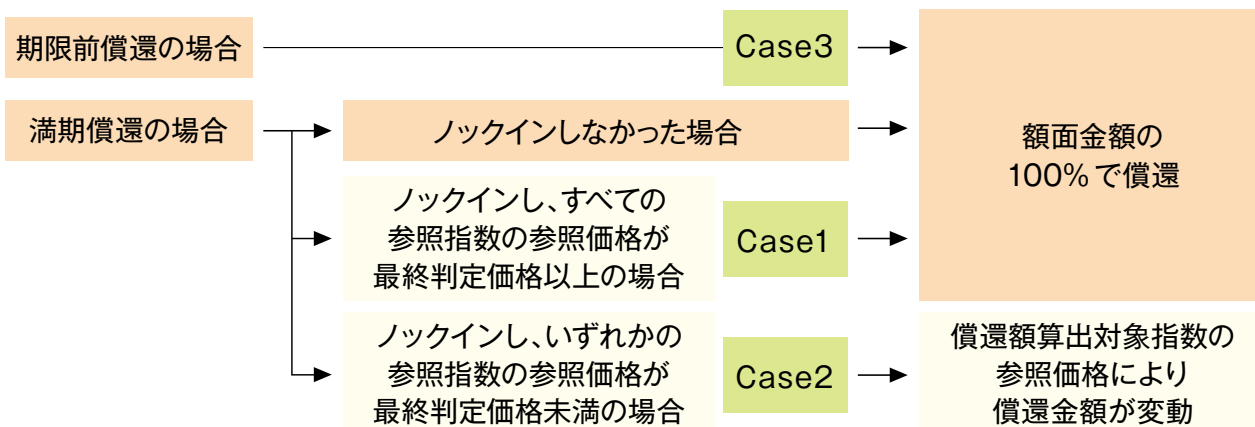 期限前償還の場合
Case3
満期償還の場合
ノックインしなかった場合
額面金額の
100%で償還
ノックインし、すべての
参照指数の参照価格が
最終判定価格以上の場合
Case1
ノックインし、いずれかの
参照指数の参照価格が
最終判定価格未満の場合
Case2
償還額算出対象指数の
参照価格により
償還金額が変動